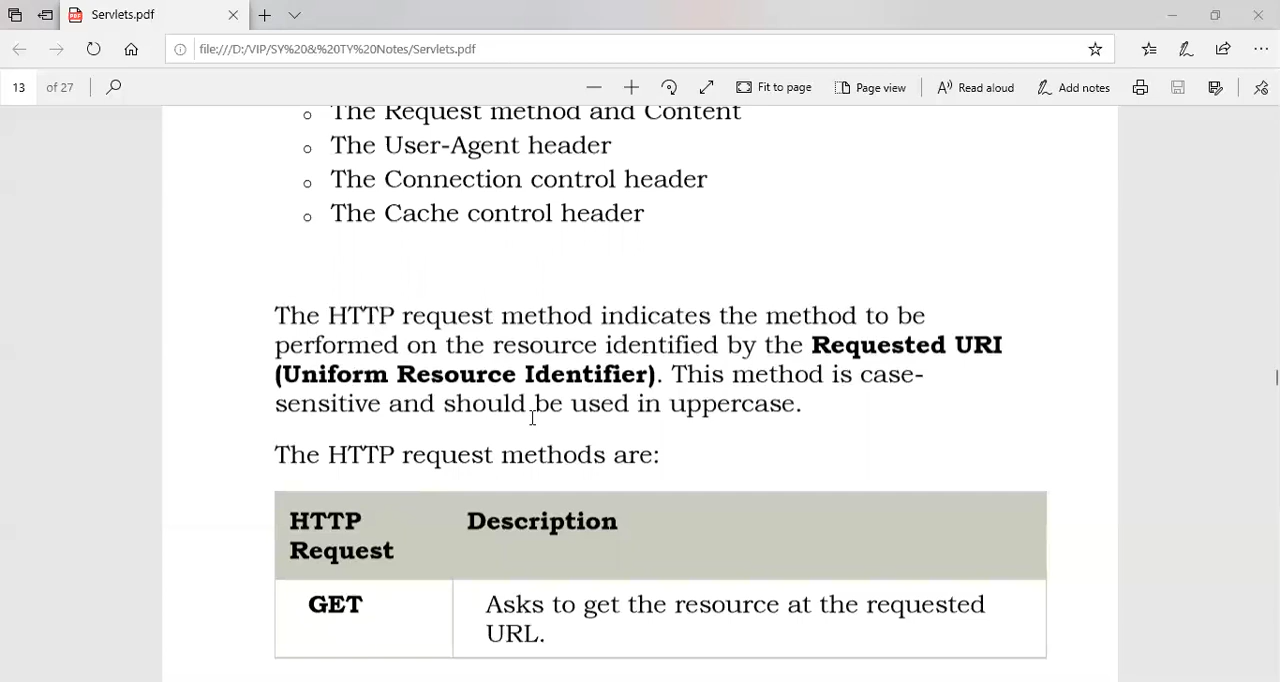 Servlets.pdf
file:///D:/VIP/SY%20&%20TY%20Notes/Servlets.pdf
13 of 27
Fit to page
Page view
Read aloud
Add notes
The Request method and Content
The User-Agent header
The Connection control header
The Cache control header
The HTTP request method indicates the method to be
performed on the resource identified by the Requested URI
(Uniform Resource Identifier). This method is case-
sensitive and should be used in uppercase.
The HTTP request methods are:
HTTP
Request
Description
GET
Asks to get the resource at the requested
URL.